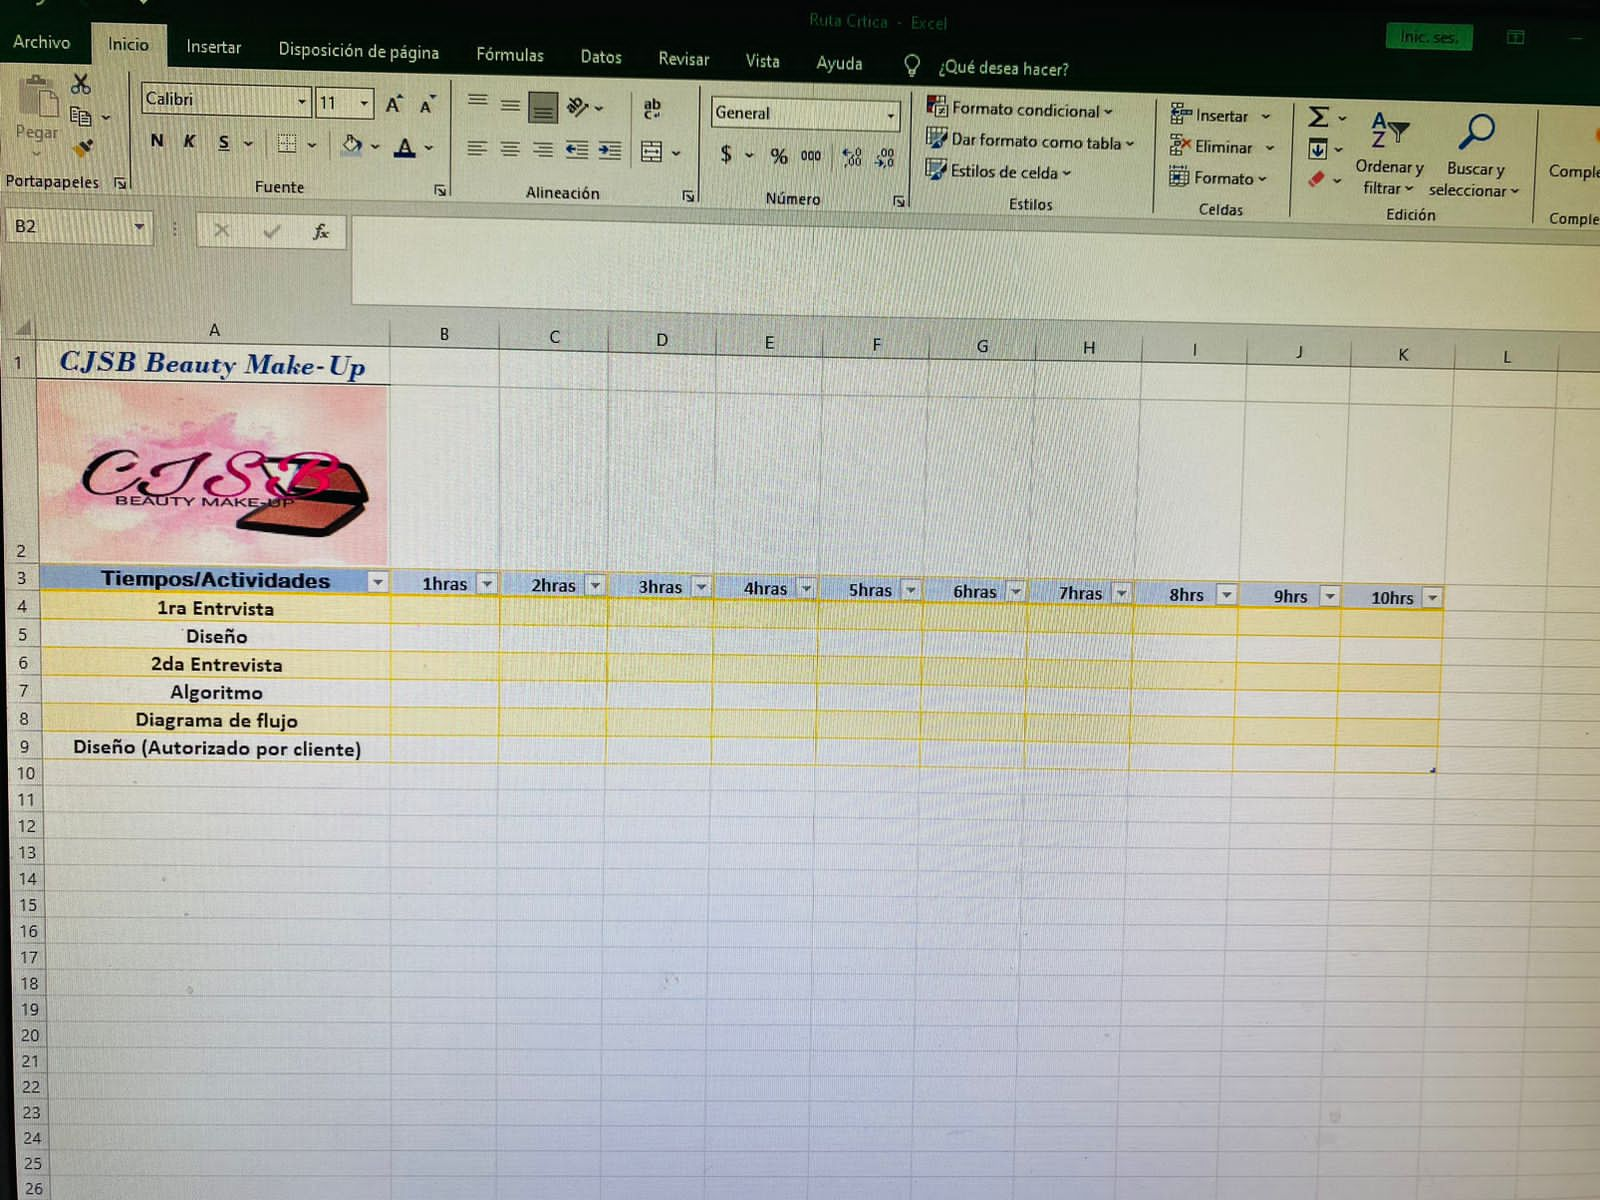 Ruta Critica - Excel
Inic. ses.
Archivo Inicio Insertar Disposición de página Fórmulas Datos Revisar Vista Ayuda ¿Qué desea hacer?
Pegar
Portapapeles
Calibri 11
N K S
Fuente
ab
Alineación
General
$ % 000
Número
Formato condicional
Dar formato como tabla
Estilos de celda
Estilos
Insertar
Eliminar
Formato
Celdas
Ordenar y filtrar
Buscar y seleccionar
Edición
Comple
Comple
B2 fx
A B C D E F G H I J K L
1 CJSB Beauty Make-Up
CJSB
BEAUTY MAKE-UP
2
3 Tiempos/Actividades 1hras 2hras 3hras 4hras 5hras 6hras 7hras 8hrs 9hrs 10hrs
4 1ra Entrvista
5 Diseño
6 2da Entrevista
7 Algoritmo
8 Diagrama de flujo
9 Diseño (Autorizado por cliente)
10
11
12
13
14
15
16
17
18
19
20
21
22
23
24
25
26